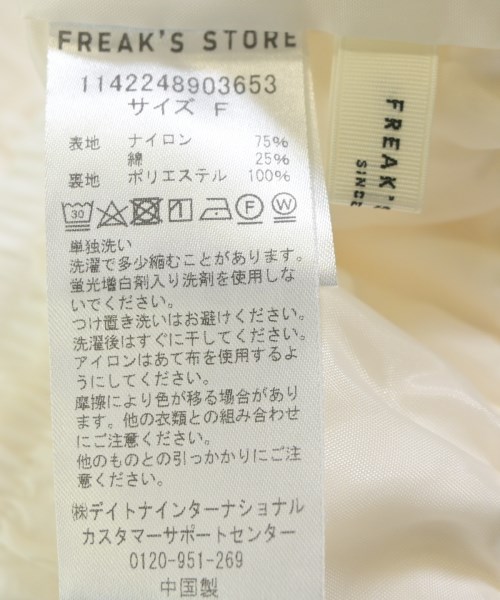 FREAK'S STORE
1142248903653
サイズ F
表地 ナイロン 75%
綿 25%
裏地 ポリエステル 100%
30 F W
単独洗い
洗濯で多少縮むことがあります。
蛍光増白剤入り洗剤を使用しな
いでください。
つけ置き洗いはお避けください。
洗濯後はすぐに干してください。
アイロンはあて布を使用するよ
うにしてください。
摩擦により色が移る場合があり
ます。他の衣類との組み合わせ
にご注意ください。
他のものとの引っかかりにご注
意ください。
㈱デイトナインターナショナル
カスタマーサポートセンター
0120-951-269
中国製
FREAK'S
SINCE